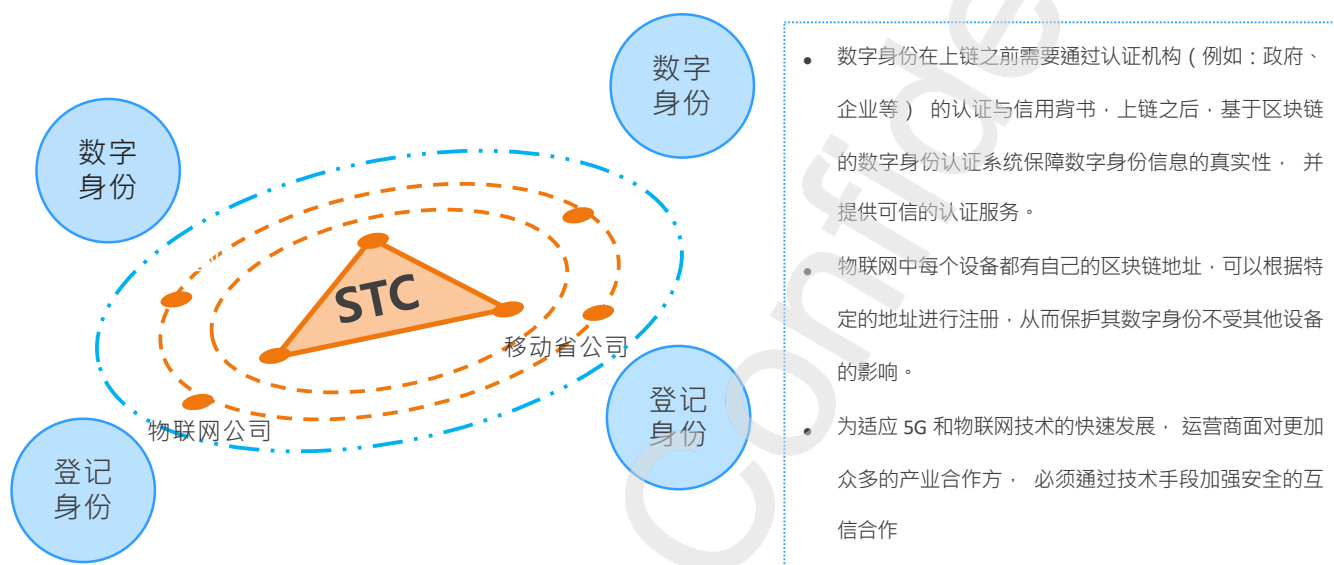 数字
身份
数字
身份
STC
移动省公司
物联网公司
登记
身份
登记
身份
• 数字身份在上链之前需要通过认证机构（例如：政府、
企业等） 的认证与信用背书，上链之后，基于区块链
的数字身份认证系统保障数字身份信息的真实性， 并
提供可信的认证服务。
• 物联网中每个设备都有自己的区块链地址，可以根据特
定的地址进行注册，从而保护其数字身份不受其他设备
的影响。
• 为适应 5G 和物联网技术的快速发展， 运营商面对更加
众多的产业合作方， 必须通过技术手段加强安全的互
信合作
Confide